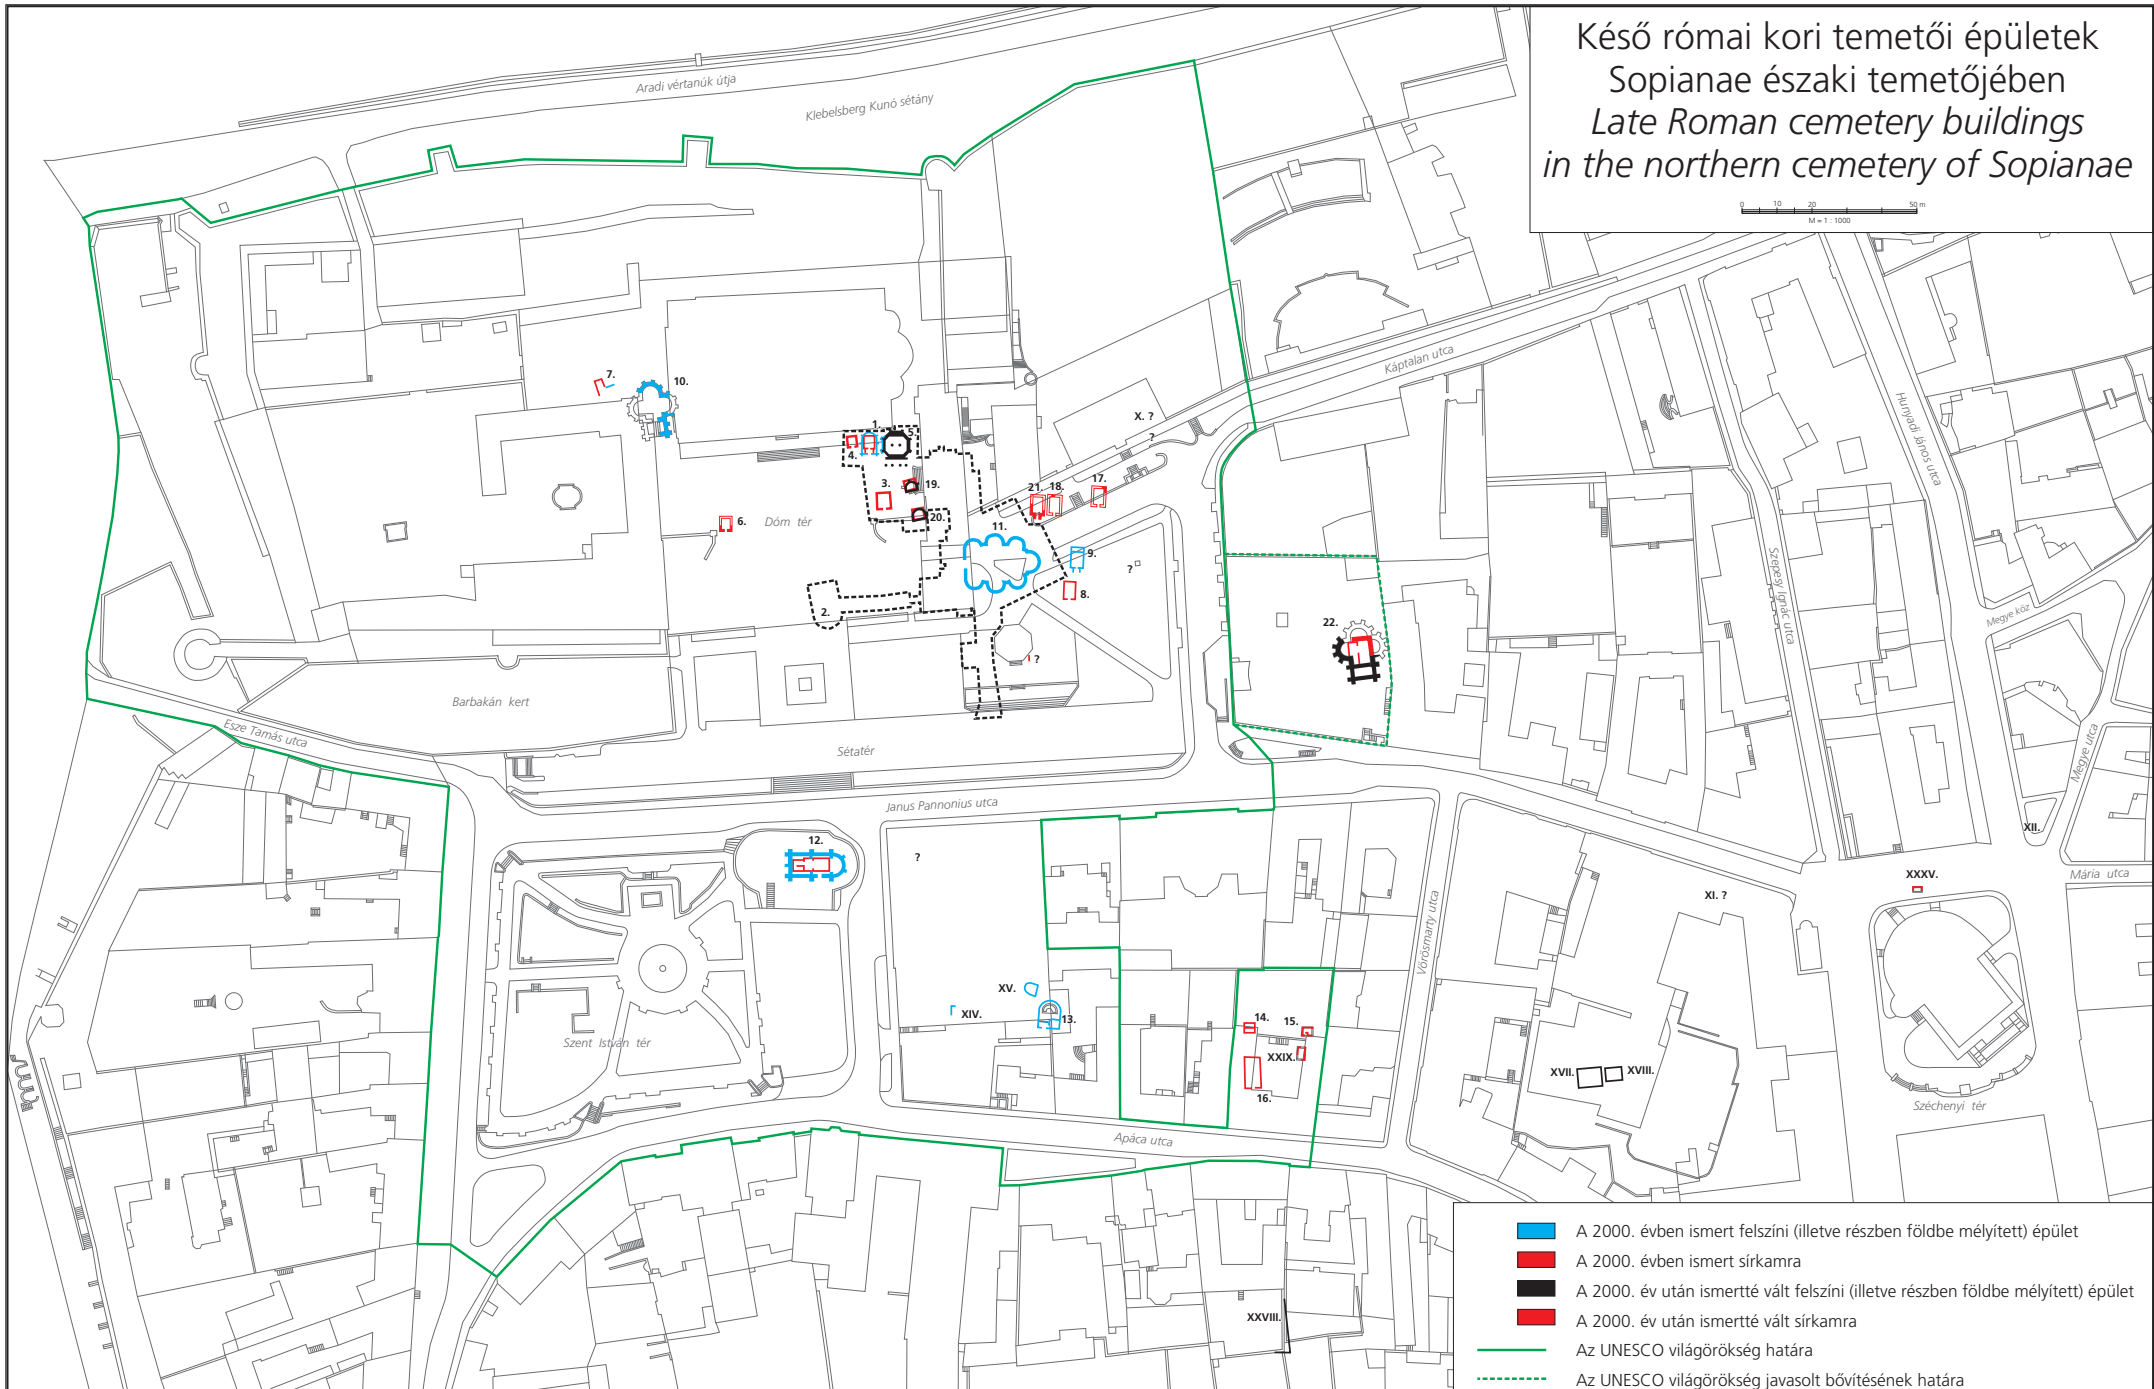 Késő római kori temetői épületek
Sopianae északi temetőjében
Late Roman cemetery buildings
in the northern cemetery of Sopianae
0 10 20 50 m
M = 1 : 1000
Aradi vértanúk útja
Klebelsberg Kunó sétány
Káptalan utca
Hunyadi János utca
Szepesy Ignác utca
Megye köz
Megye utca
Mária utca
7.
10.
1.
5.
4.
3.
19.
20.
6.
Dóm tér
2.
11.
21.
18.
17.
X. ?
?
9.
8.
?
?
22.
Barbakán kert
Esze Tamás utca
Sétatér
Janus Pannonius utca
12.
?
Szent István tér
XV.
XIV.
13.
14.
15.
XXIX.
16.
Vörösmarty utca
Apáca utca
XI. ?
XII.
XXXV.
XVII.
XVIII.
Széchenyi tér
XXVIII.
A 2000. évben ismert felszíni (illetve részben földbe mélyített) épület
A 2000. évben ismert sírkamra
A 2000. év után ismertté vált felszíni (illetve részben földbe mélyített) épület
A 2000. év után ismertté vált sírkamra
Az UNESCO világörökség határa
Az UNESCO világörökség javasolt bővítésének határa